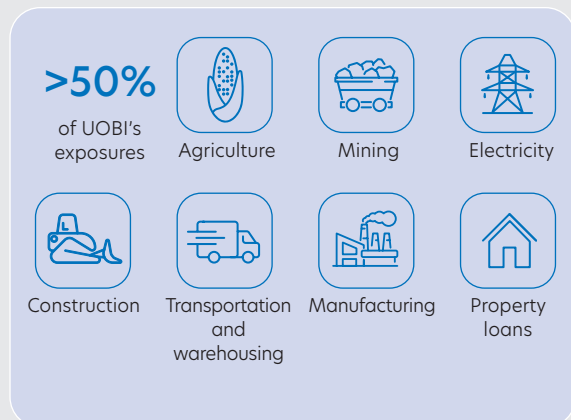 >50%
of UOBI's
exposures
Agriculture
Mining
Electricity
Construction
Transportation
and
warehousing
Manufacturing
Property
loans